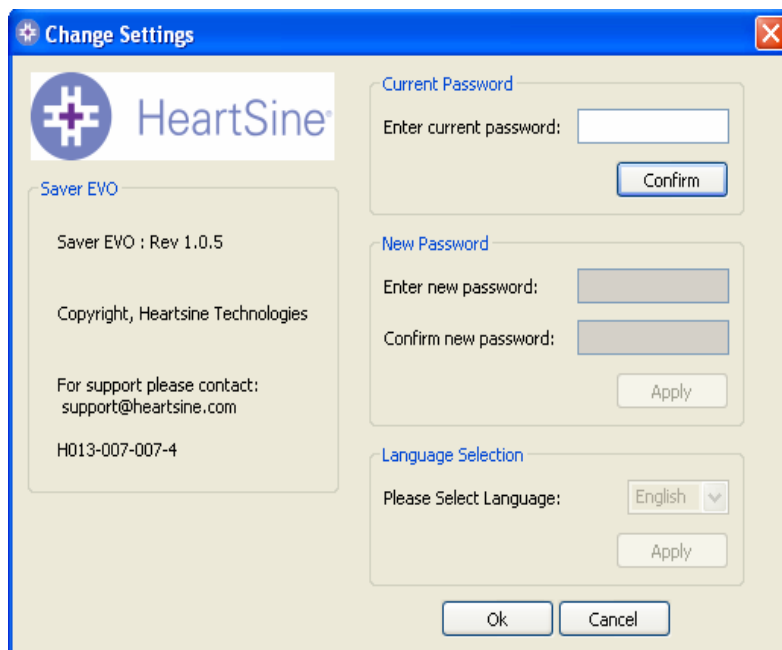 Change Settings
HeartSine®
Saver EVO
Saver EVO : Rev 1.0.5
Copyright, Heartsine Technologies
For support please contact:
support@heartsine.com
H013-007-007-4
Current Password
Enter current password:
Confirm
New Password
Enter new password:
Confirm new password:
Apply
Language Selection
Please Select Language:
English
Apply
Ok
Cancel